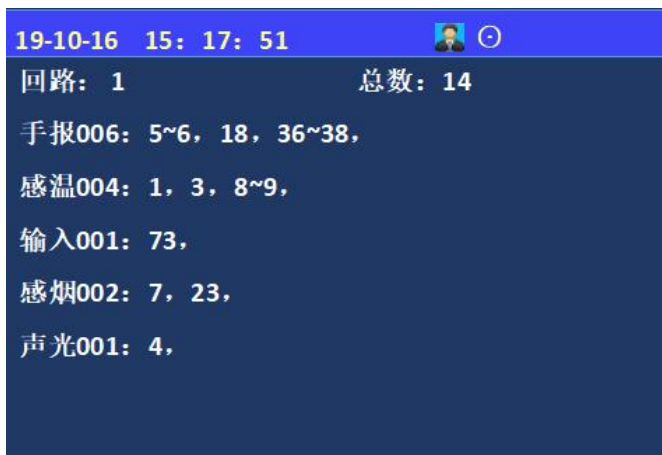 19-10-16 15：17：51
回路：1 总数：14
手报006：5~6，18，36~38，
感温004：1，3，8~9，
输入001：73，
感烟002：7，23，
声光001：4，